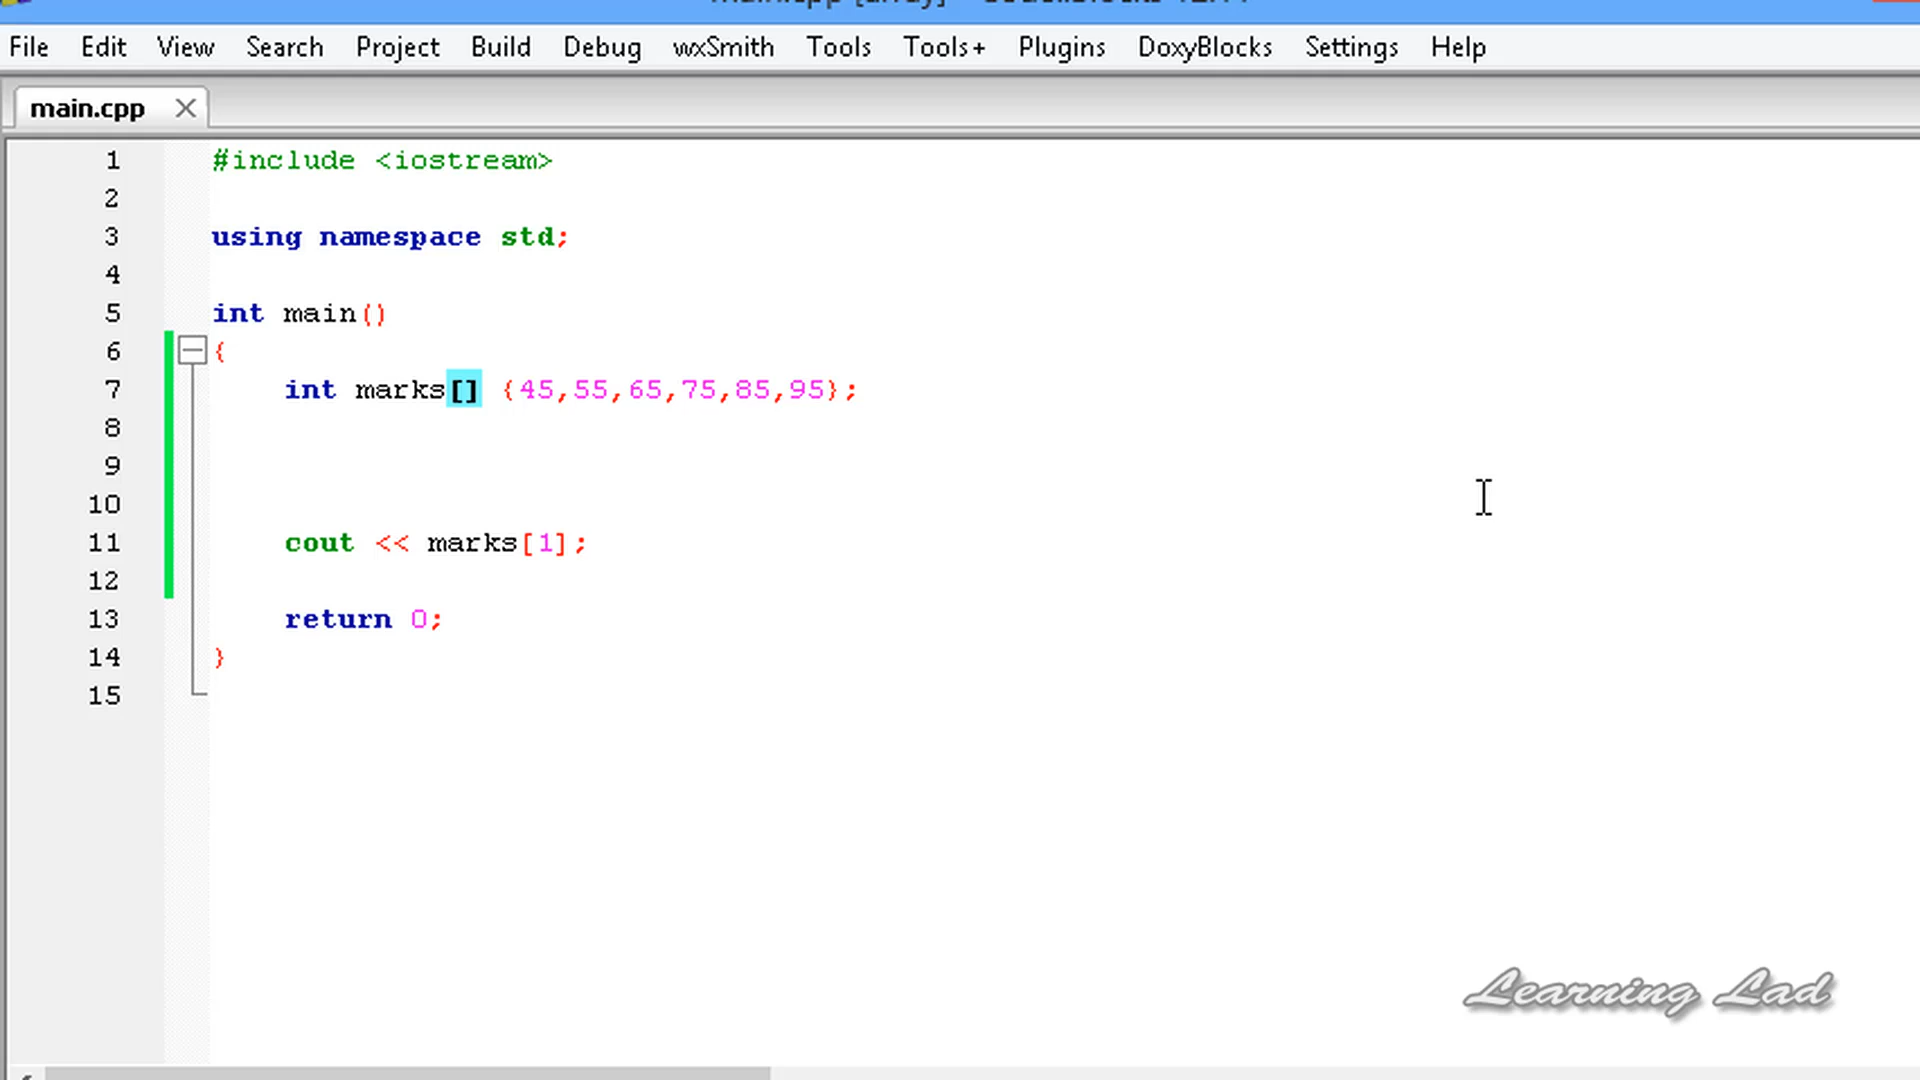 File Edit View Search Project Build Debug wxSmith Tools Tools+ Plugins DoxyBlocks Settings Help
main.cpp
1 #include <iostream>
2
3 using namespace std;
4
5 int main()
6 {
7 int marks[] {45,55,65,75,85,95};
8
9
10
11 cout << marks[1];
12
13 return 0;
14 }
15
Learning Lad